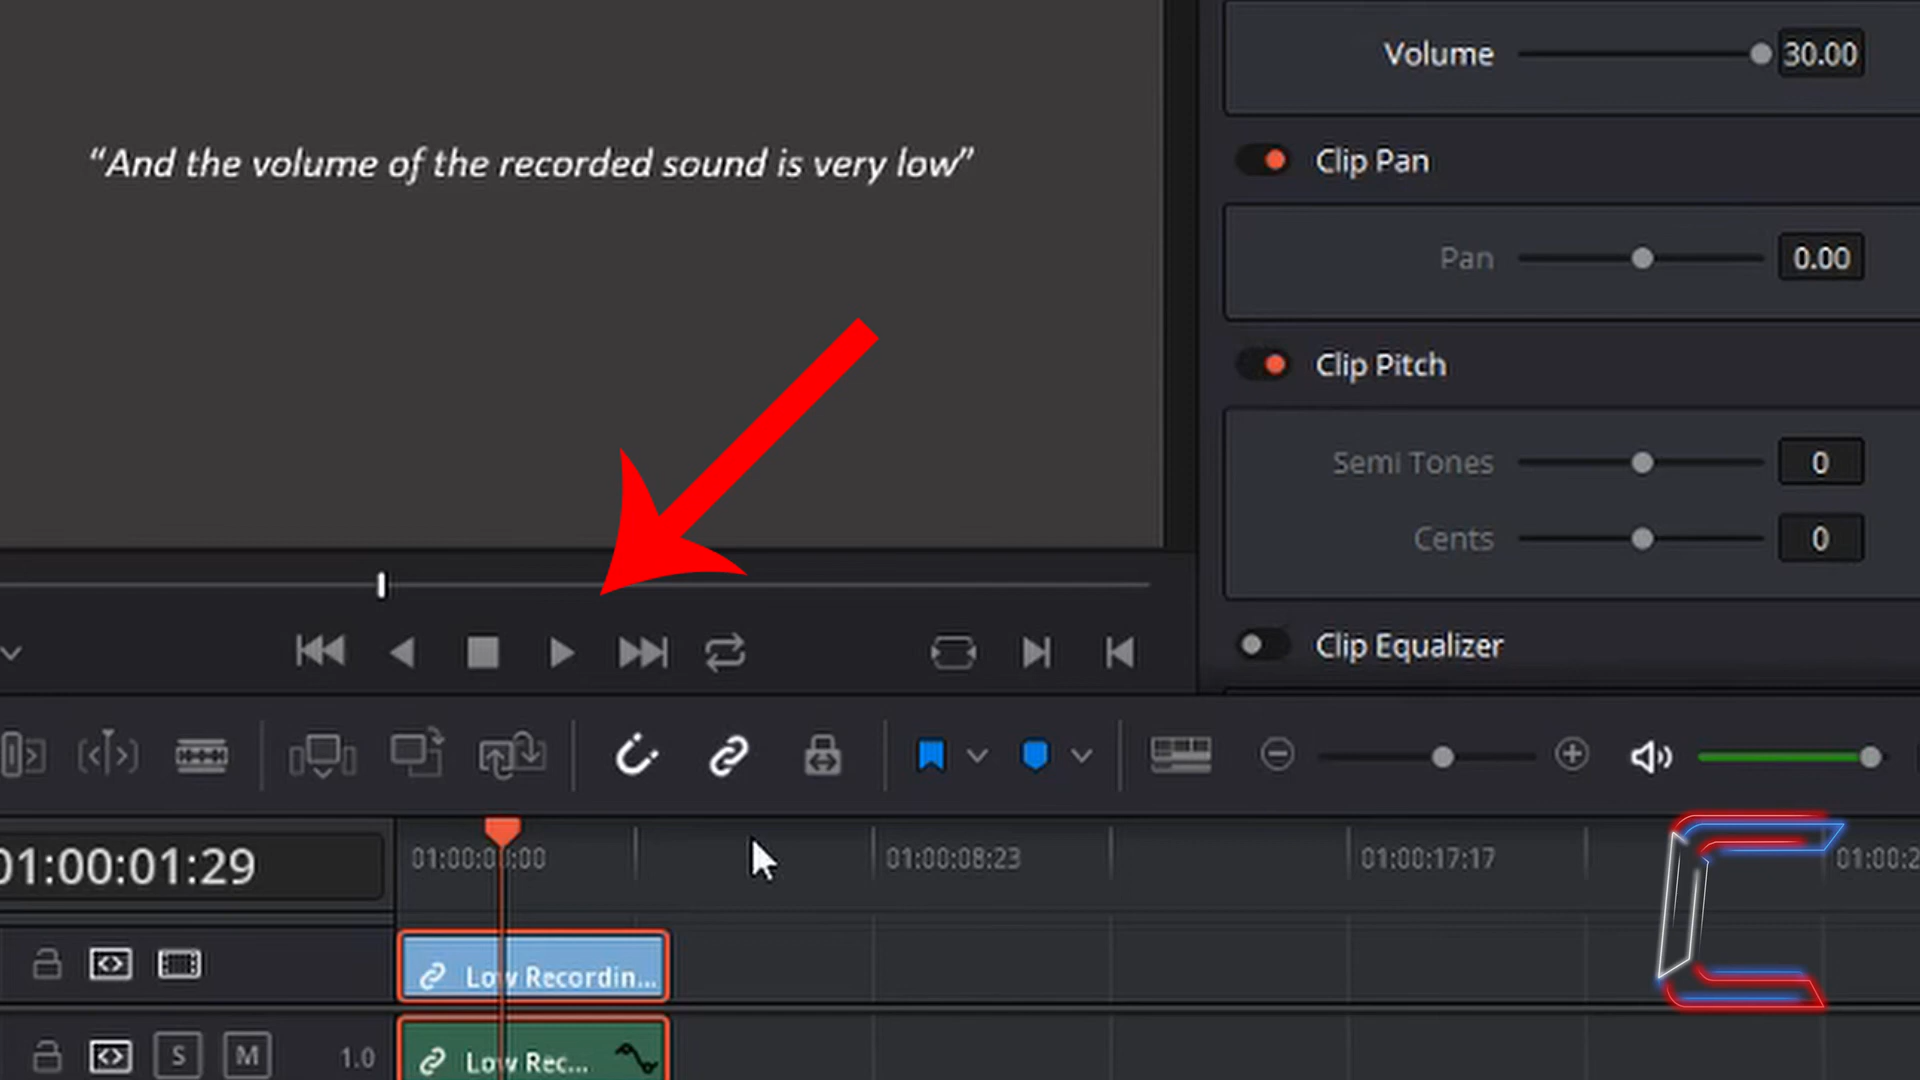 Volume 30.00
“And the volume of the recorded sound is very low”
Clip Pan
Pan 0.00
Clip Pitch
Semi Tones 0
Cents 0
Clip Equalizer
01:00:01:29
01:00:00:00 01:00:08:23 01:00:17:17 01:00:2
Low Recordin...
S M 1.0
Low Rec...